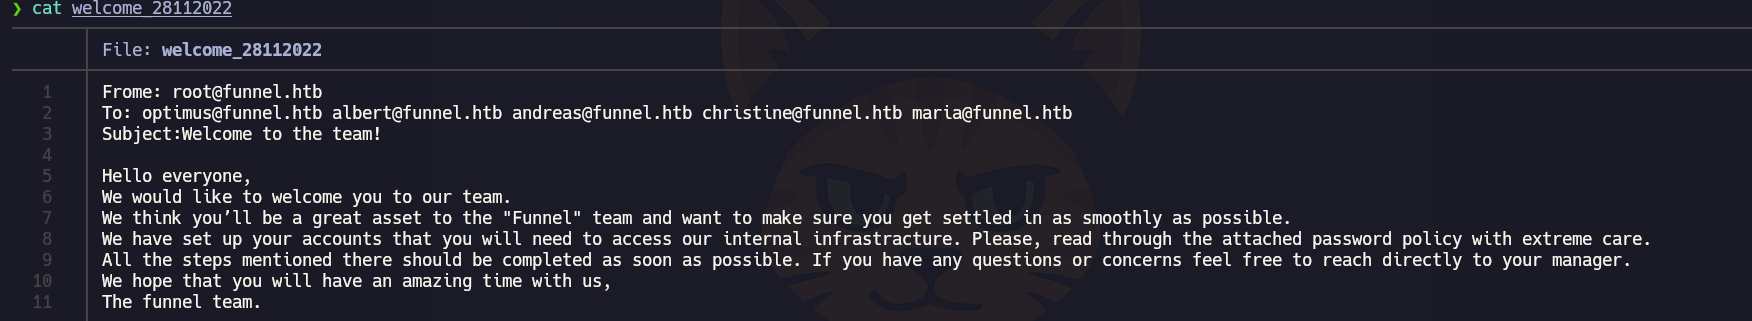 ❯ cat welcome_28112022
File: welcome_28112022
1 Frome: root@funnel.htb
2 To: optimus@funnel.htb albert@funnel.htb andreas@funnel.htb christine@funnel.htb maria@funnel.htb
3 Subject:Welcome to the team!
4
5 Hello everyone,
6 We would like to welcome you to our team.
7 We think you’ll be a great asset to the "Funnel" team and want to make sure you get settled in as smoothly as possible.
8 We have set up your accounts that you will need to access our internal infrastracture. Please, read through the attached password policy with extreme care.
9 All the steps mentioned there should be completed as soon as possible. If you have any questions or concerns feel free to reach directly to your manager.
10 We hope that you will have an amazing time with us,
11 The funnel team.